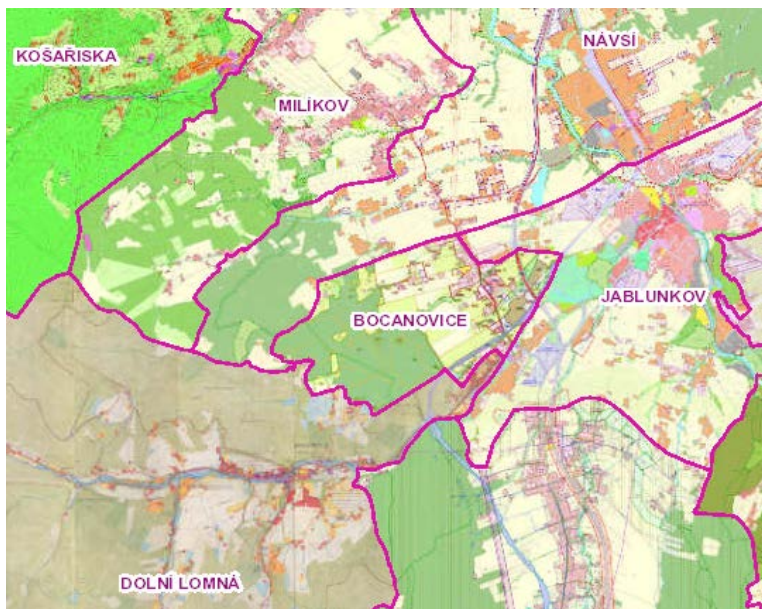 NÁVSÍ
KOŠAŘISKA
MILÍKOV
JABLUNKOV
BOCANOVICE
DOLNÍ LOMNÁ